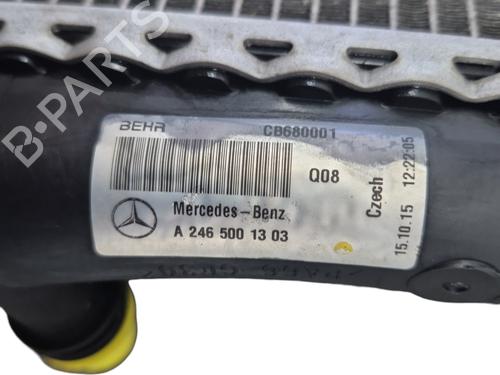 B-PARTS
BEHR CB680001
Q08
Mercedes-Benz
A 246 500 13 03
Czech
15.10.15 12:22:05